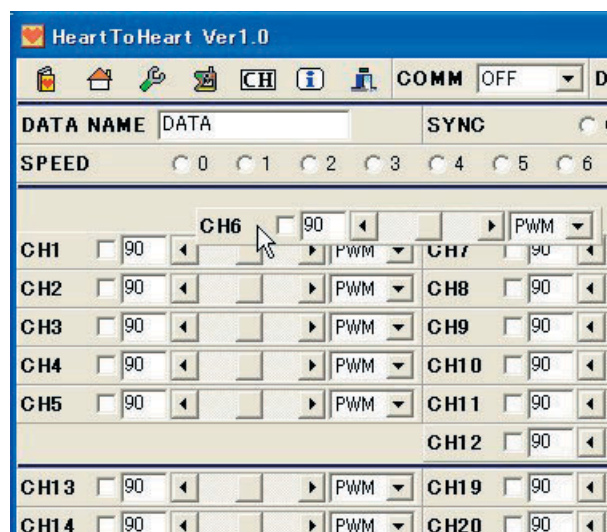 HeartToHeart Ver1.0
CH COMM OFF D
DATA NAME DATA SYNC
SPEED 0 1 2 3 4 5 6
CH6 90 PWM
CH1 90 PWM CH7 90
CH2 90 PWM CH8 90
CH3 90 PWM CH9 90
CH4 90 PWM CH10 90
CH5 90 PWM CH11 90
CH12 90
CH13 90 PWM CH19 90
CH14 90 PWM CH20 90